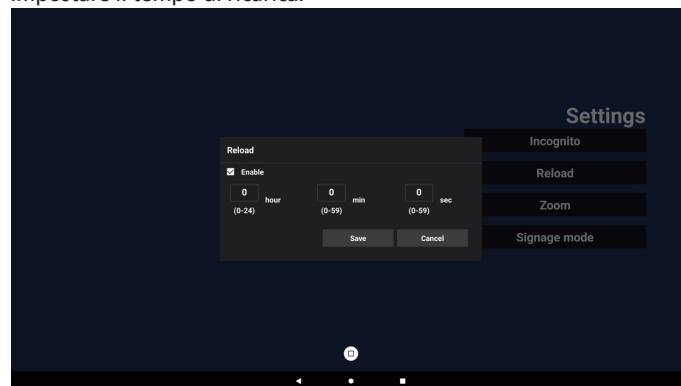 impostare il tempo di ricarica.
Settings
Incognito
Reload
Zoom
Signage mode
Reload
Enable
0 hour 0 min 0 sec
(0-24) (0-59) (0-59)
Save Cancel